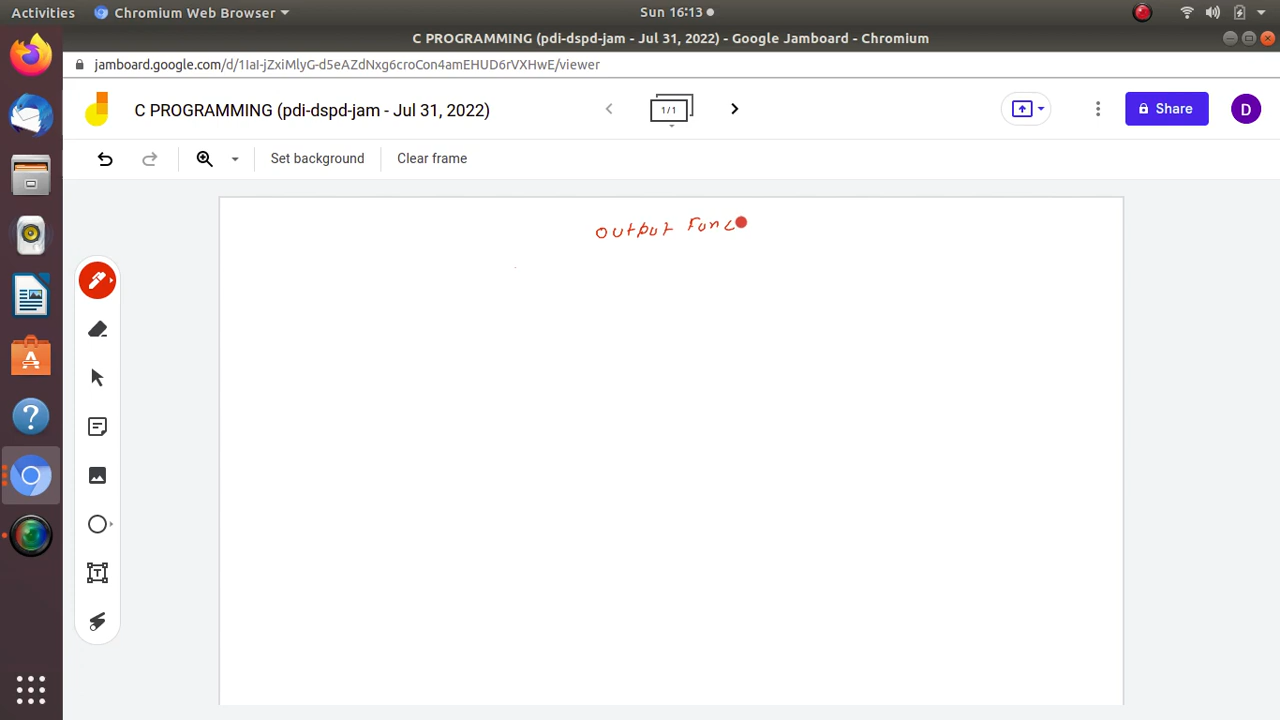 Activities
Chromium Web Browser
Sun 16:13
C PROGRAMMING (pdi-dspd-jam - Jul 31, 2022) - Google Jamboard - Chromium
jamboard.google.com/d/1IaI-jZxiMlyG-d5eAZdNxg6croCon4amEHUD6rVXHwE/viewer
C PROGRAMMING (pdi-dspd-jam - Jul 31, 2022)
1/1
Share
D
Set background
Clear frame
output Func